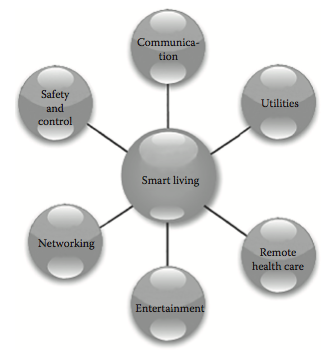 Communica-
tion
Safety
and
control
Utilities
Smart living
Networking
Remote
health care
Entertainment